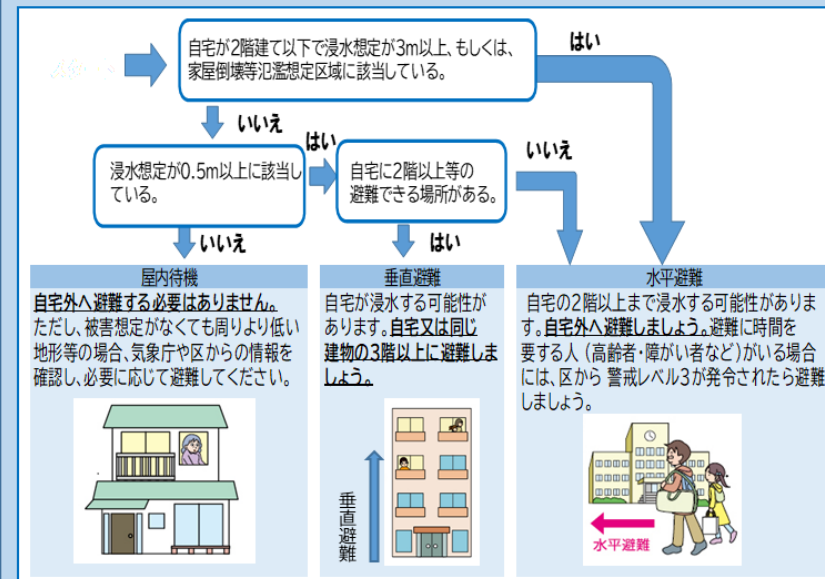 自宅が2階建て以下で浸水想定が3m以上、もしくは、
家屋倒壊等氾濫想定区域に該当している。
はい
いいえ
浸水想定が0.5m以上に該当し
ている。
はい
自宅に2階以上等の
避難できる場所がある。
いいえ
いいえ
はい
屋内待機
自宅外へ避難する必要はありません。
ただし、被害想定がなくても周りより低い
地形等の場合、気象庁や区からの情報を
確認し、必要に応じて避難してください。
垂直避難
自宅が浸水する可能性が
あります。自宅又は同じ
建物の3階以上に避難しま
しょう。
垂直避難
水平避難
自宅の2階以上まで浸水する可能性がありま
す。自宅外へ避難しましょう。避難に時間を
要する人(高齢者・障がい者など)がいる場合
には、区から 警戒レベル3が発令されたら避難
しましょう。
水平避難